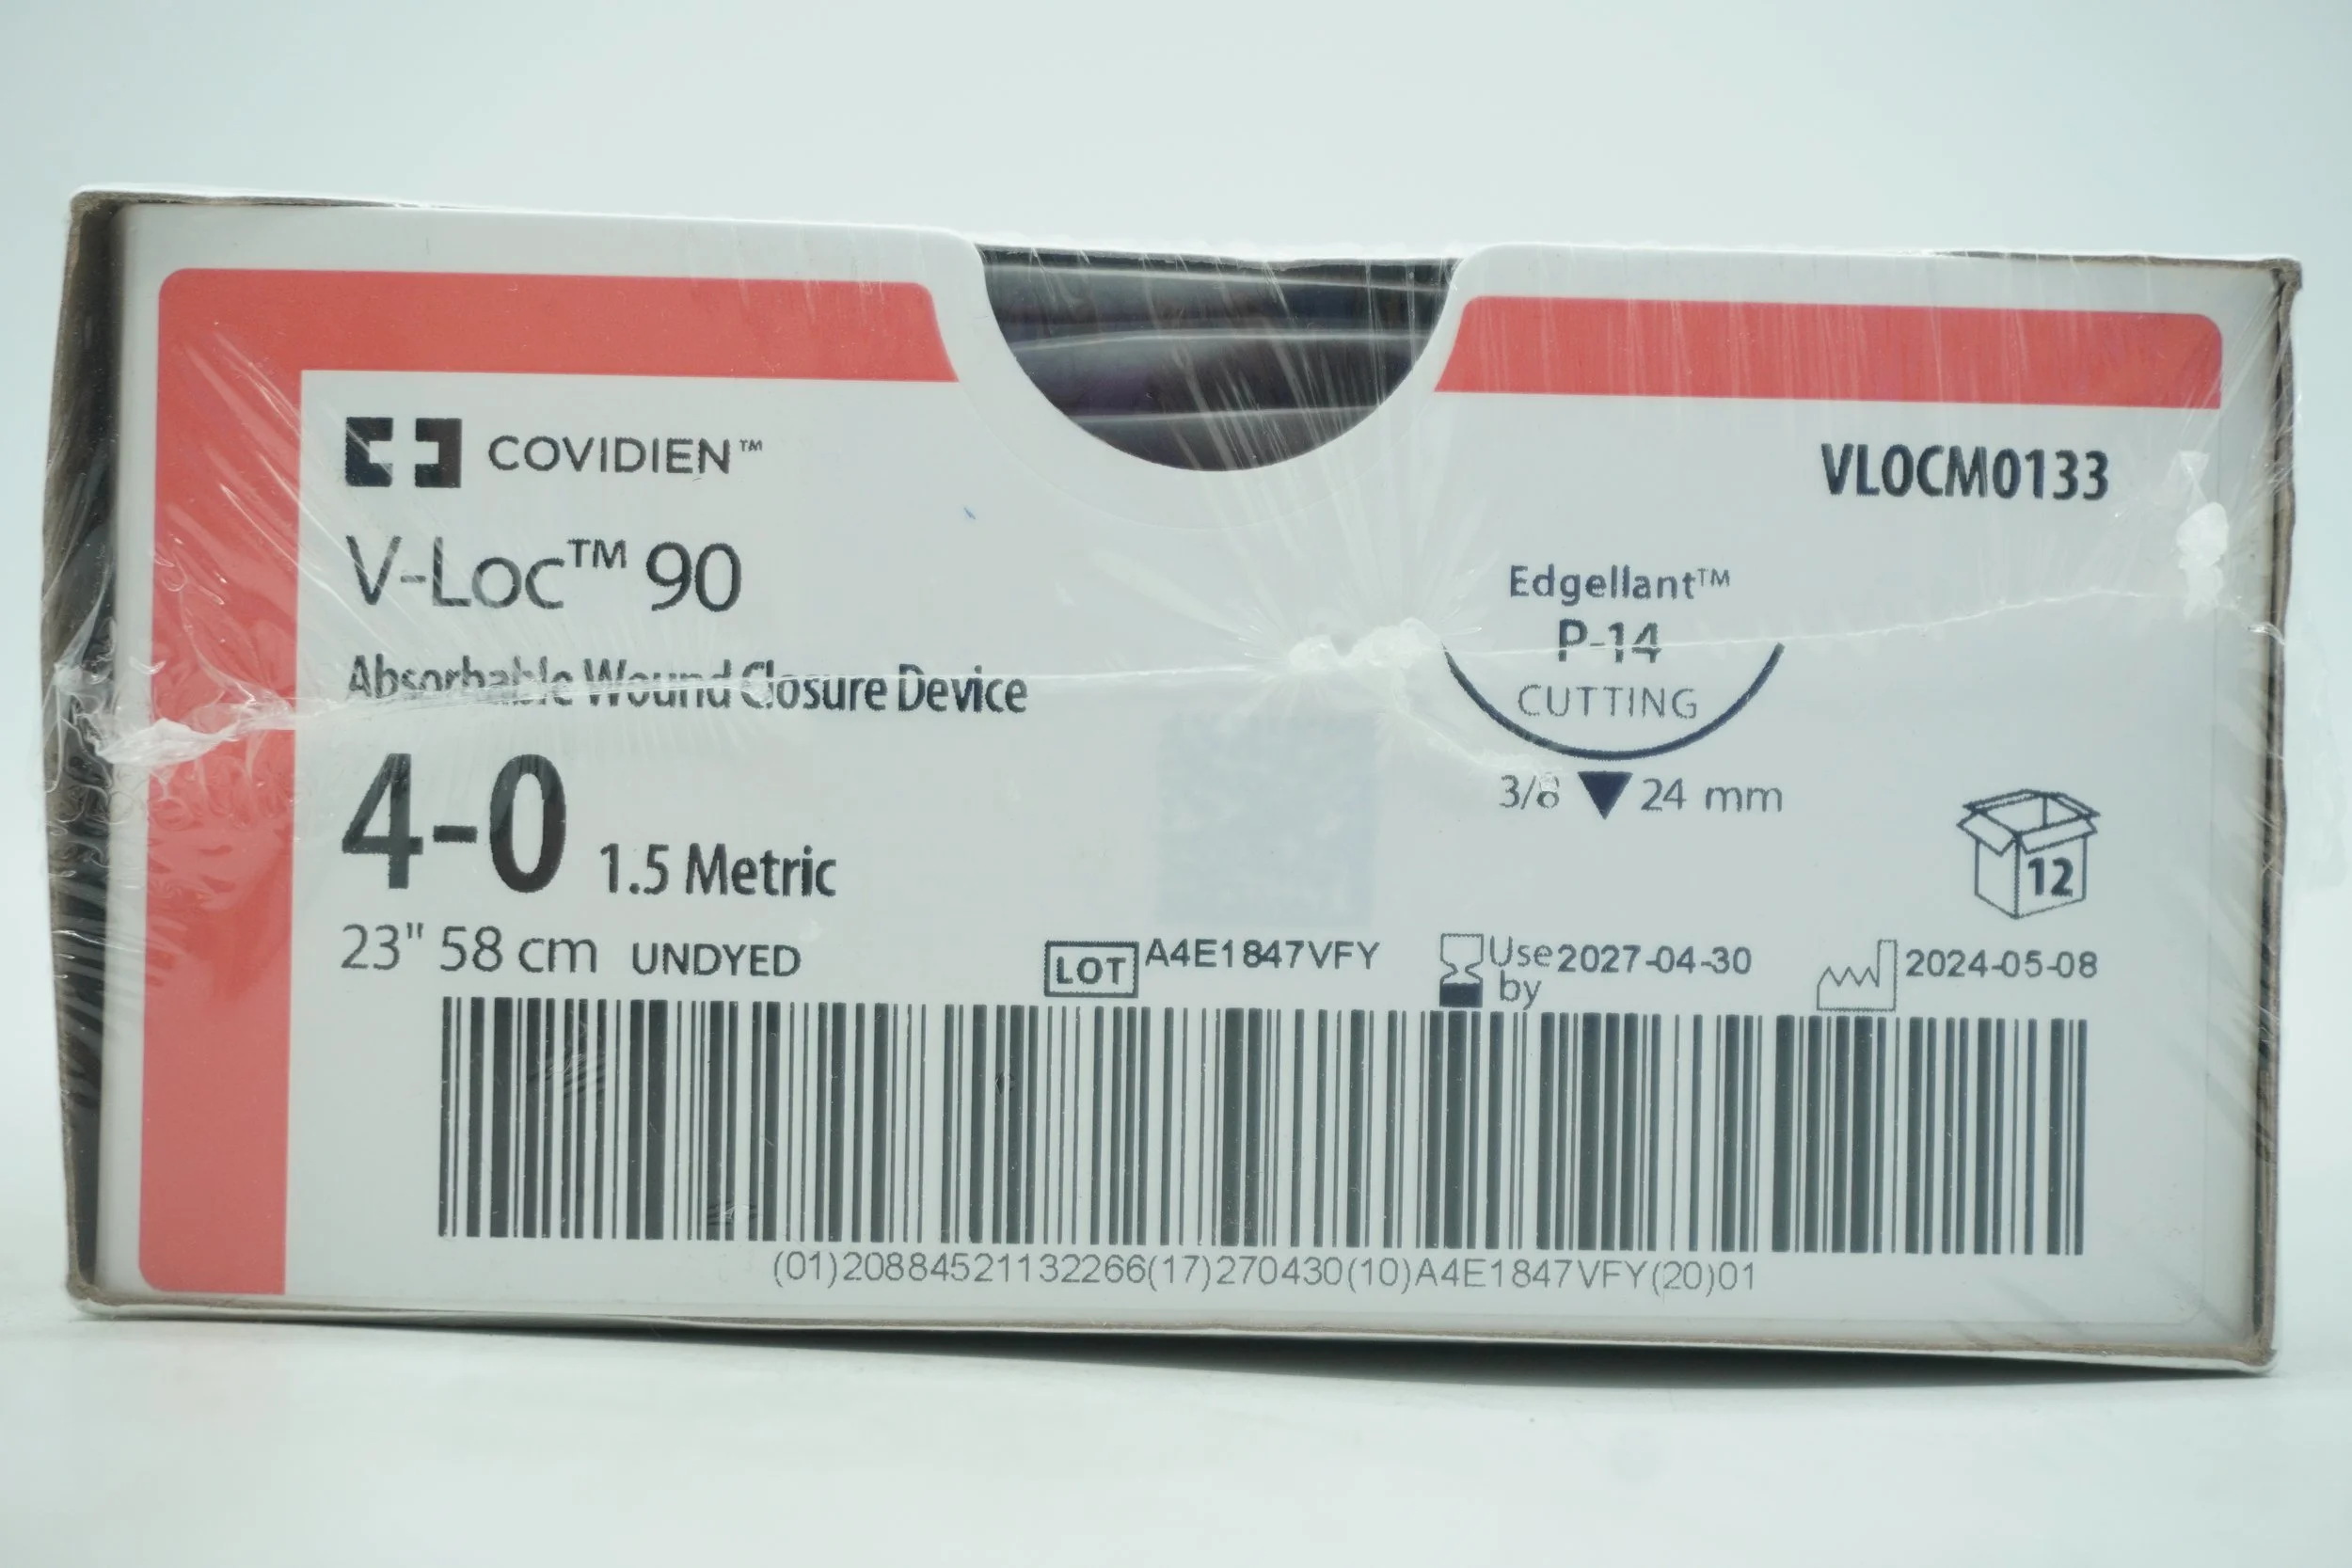 COVIDIEN™
VLOCM0133
V-Loc™ 90
Absorbable Wound Closure Device
Edgellant™
P-14
CUTTING
3/8 24 mm
4-0 1.5 Metric
12
23" 58 cm UNDYED
LOT A4E1847VFY
Use by 2027-04-30
2024-05-08
(01)20884521132266(17)270430(10)A4E1847VFY(20)01